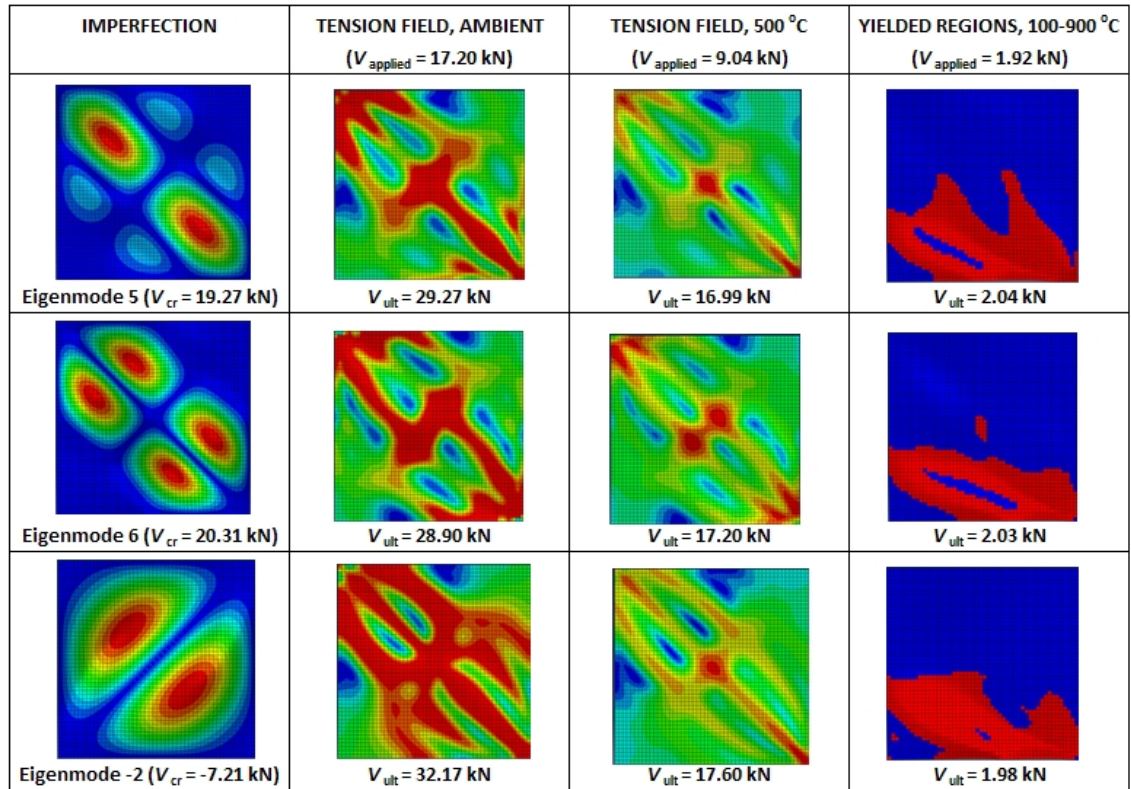 IMPERFECTION
TENSION FIELD, AMBIENT
(V applied = 17.20 kN)
TENSION FIELD, 500 °C
(V applied = 9.04 kN)
YIELDED REGIONS, 100-900 °C
(V applied = 1.92 kN)
Eigenmode 5 (V cr = 19.27 kN)
V ult = 29.27 kN
V ult = 16.99 kN
V ult = 2.04 kN
Eigenmode 6 (V cr = 20.31 kN)
V ult = 28.90 kN
V ult = 17.20 kN
V ult = 2.03 kN
Eigenmode -2 (V cr = -7.21 kN)
V ult = 32.17 kN
V ult = 17.60 kN
V ult = 1.98 kN